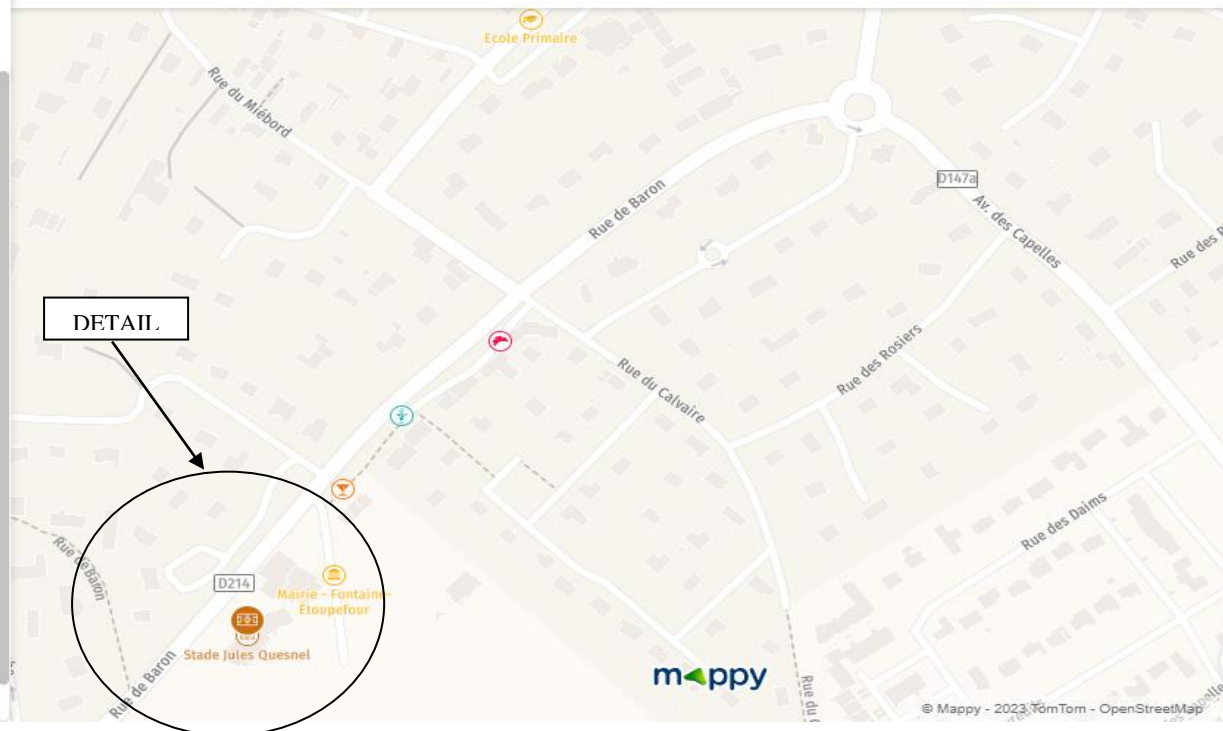 Ecole Primaire
Rue du Miébord
D147a
Rue de Baron
Av. des Capelles
Rue des
DETAIL
Rue du Calvaire
Rue des Rosiers
Rue des Daims
Rue de Baron
D214
Mairie - Fontaine-
Étoupefour
Stade Jules Quesnel
Rue de Baron
mappy
Rue du
© Mappy - 2023 TomTom - OpenStreetMap